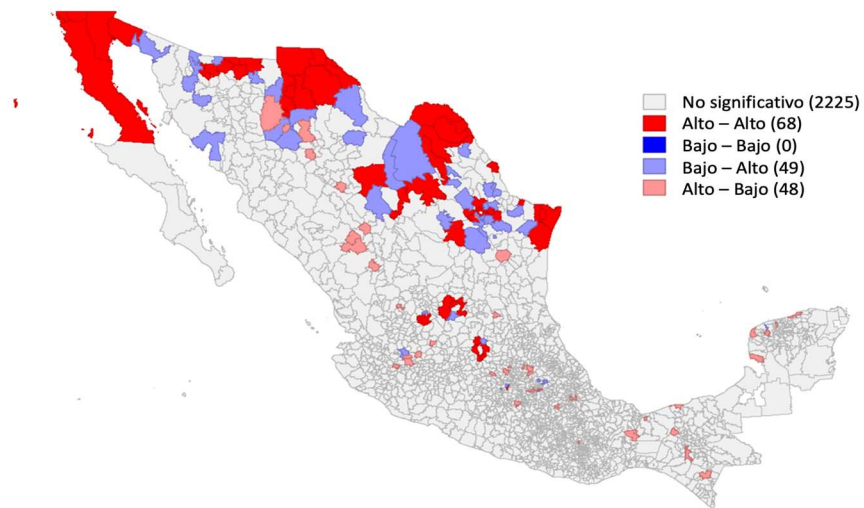 No significativo (2225)
Alto – Alto (68)
Bajo – Bajo (0)
Bajo – Alto (49)
Alto – Bajo (48)